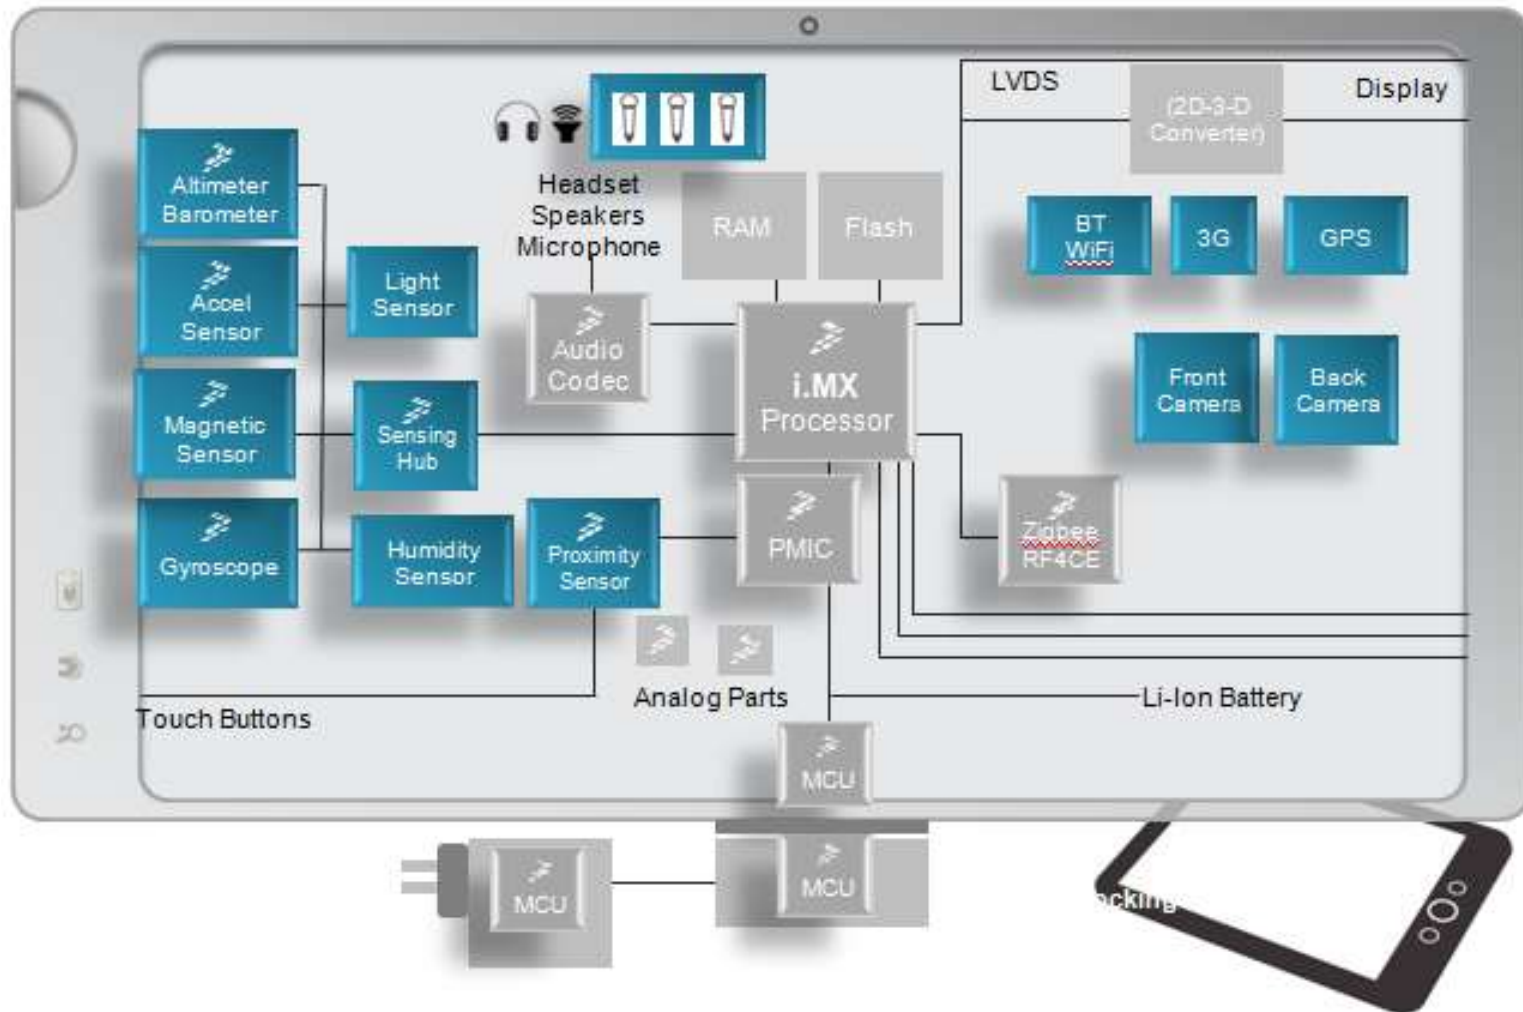 LVDS
(2D-3-D
Converter)
Display
Altimeter
Barometer
Headset
Speakers
Microphone
RAM
Flash
BT
WiFi
3G
GPS
Accel
Sensor
Light
Sensor
Audio
Codec
i.MX
Processor
Front
Camera
Back
Camera
Magnetic
Sensor
Sensing
Hub
Gyroscope
Humidity
Sensor
Proximity
Sensor
PMIC
Zigbee
RF4CE
Touch Buttons
Analog Parts
Li-Ion Battery
MCU
MCU
MCU
ocking